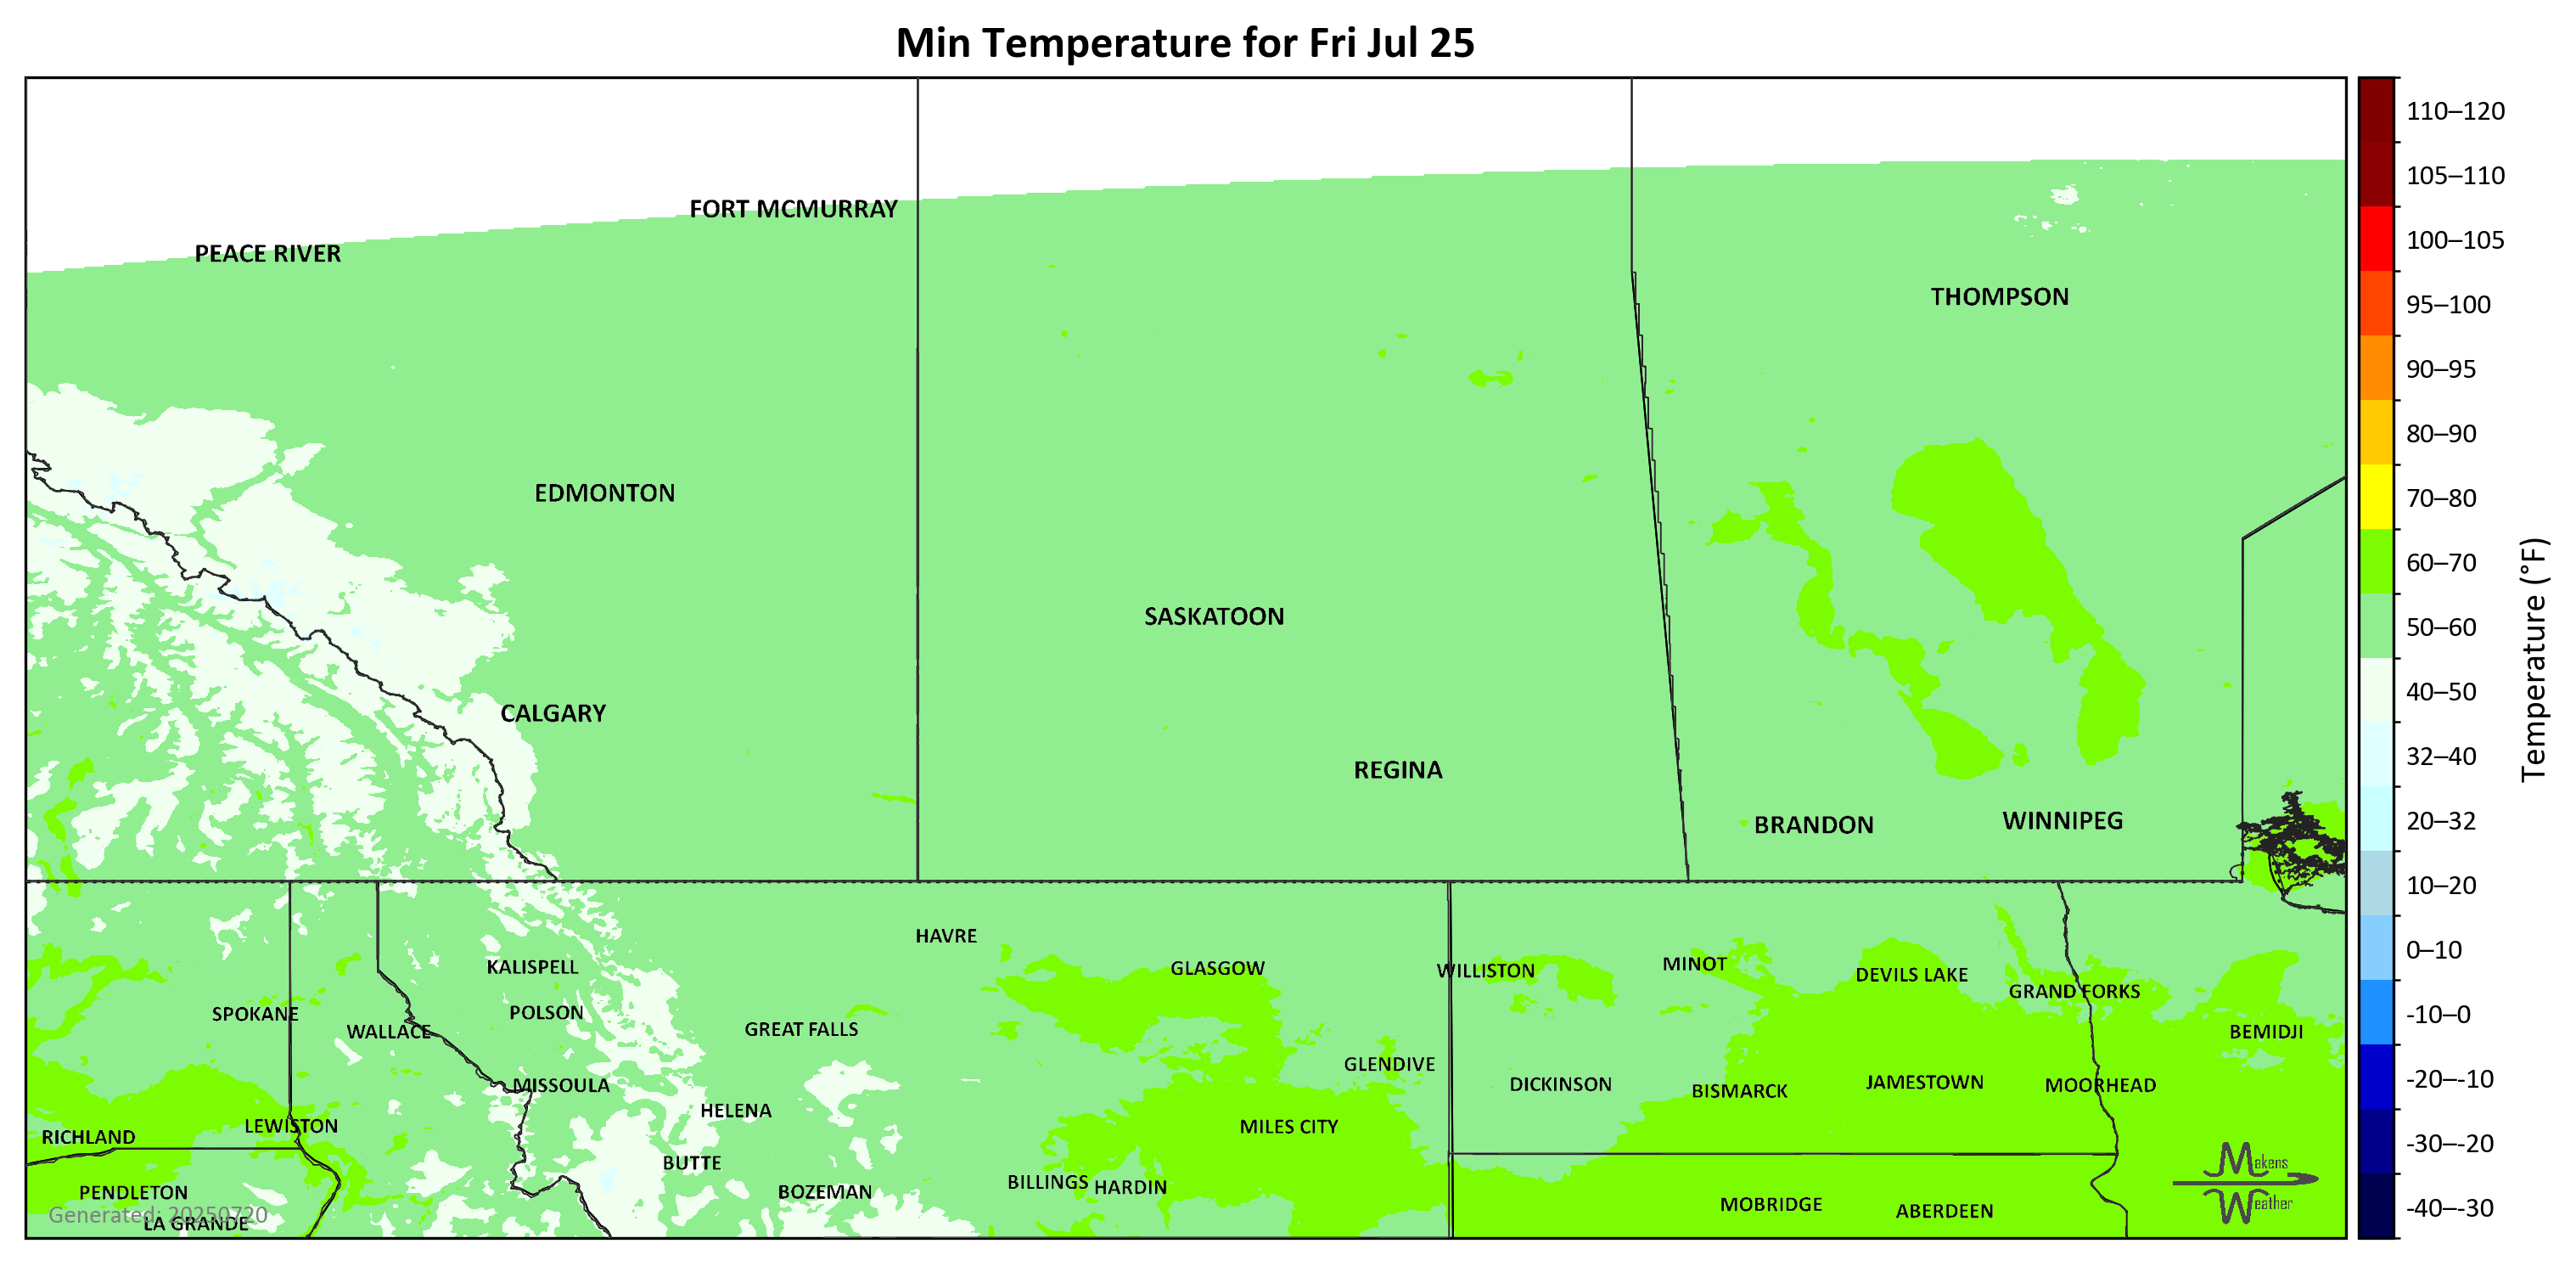 Min Temperature for Fri Jul 25
110–120
105–110
FORT MCMURRAY
100–105
PEACE RIVER
THOMPSON
95–100
90–95
80–90
EDMONTON
70–80
60–70
SASKATOON
50–60
Temperature (°F)
40–50
CALGARY
32–40
REGINA
20–32
BRANDON
WINNIPEG
10–20
HAVRE
0–10
KALISPELL
GLASGOW
WILLISTON
MINOT
DEVILS LAKE
GRAND FORKS
-10–0
SPOKANE
POLSON
WALLACE
GREAT FALLS
BEMIDJI
GLENDIVE
-20–-10
MISSOULA
DICKINSON
BISMARCK
JAMESTOWN
MOORHEAD
HELENA
LEWISTON
MILES CITY
RICHLAND
-30–-20
BUTTE
Makens
Weather
PENDLETON
BOZEMAN
BILLINGS
HARDIN
MOBRIDGE
ABERDEEN
-40–-30
Generated: 20250720
LA GRANDE